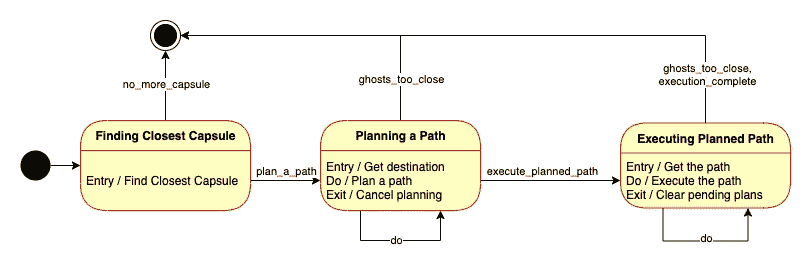 no_more_capsule
ghosts_too_close
ghosts_too_close,
execution_complete
Finding Closest Capsule
Entry / Find Closest Capsule
plan_a_path
Planning a Path
Entry / Get destination
Do / Plan a path
Exit / Cancel planning
do
execute_planned_path
Executing Planned Path
Entry / Get the path
Do / Execute the path
Exit / Clear pending plans
do